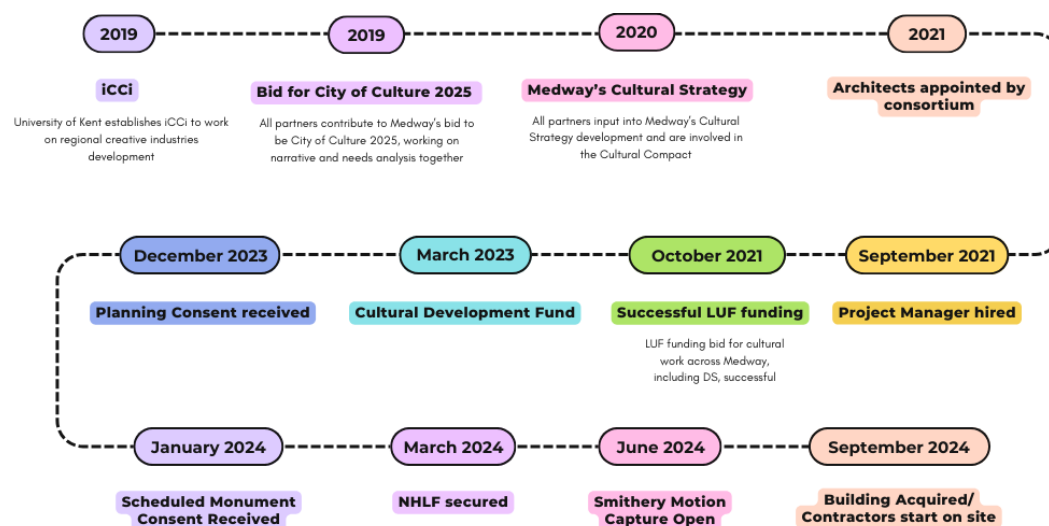 2019
iCCi
University of Kent establishes iCCi to work
on regional creative industries
development
2019
Bid for City of Culture 2025
All partners contribute to Medway's bid to
be City of Culture 2025, working on
narrative and needs analysis together
2020
Medway's Cultural Strategy
All partners input into Medway's Cultural
Strategy development and are involved in
the Cultural Compact
2021
Architects appointed by
consortium
September 2021
Project Manager hired
October 2021
Successful LUF funding
LUF funding bid for cultural
work across Medway,
including DS, successful
March 2023
Cultural Development Fund
December 2023
Planning Consent received
January 2024
Scheduled Monument
Consent Received
March 2024
NHLF secured
June 2024
Smithery Motion
Capture Open
September 2024
Building Acquired/
Contractors start on site